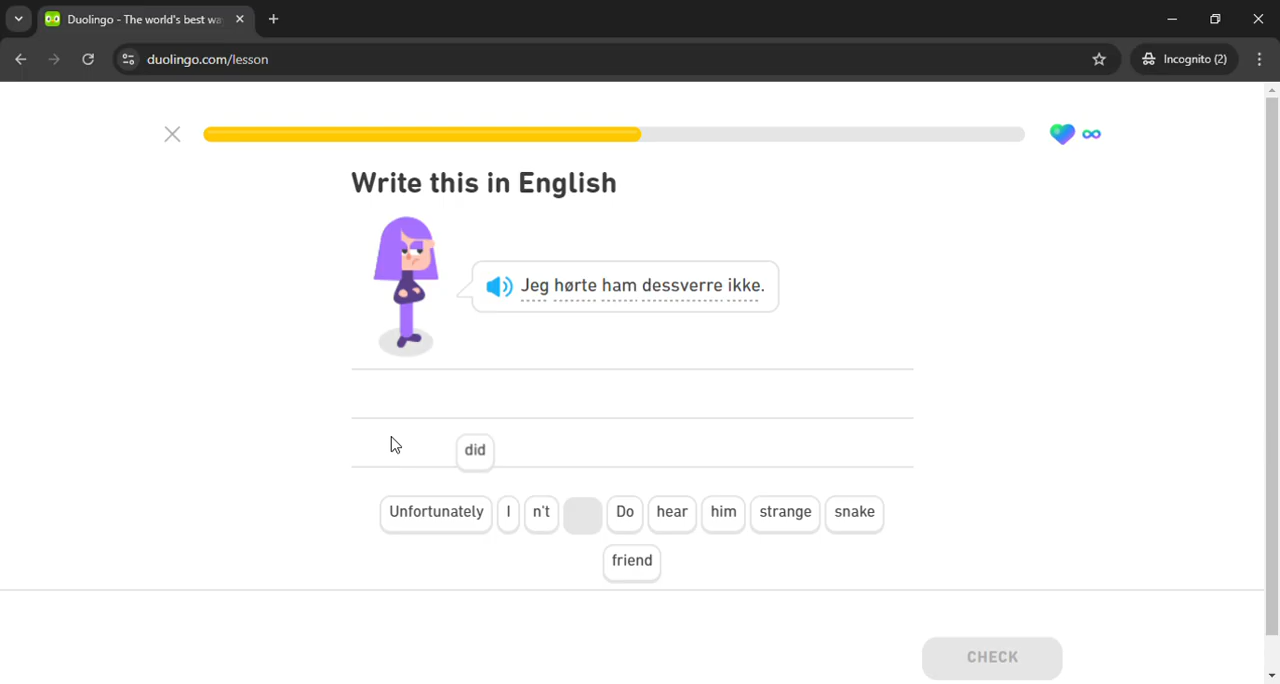 Duolingo - The world's best wa
duolingo.com/lesson
Incognito (2)
Write this in English
Jeg hørte ham dessverre ikke.
did
Unfortunately I n't Do hear him strange snake
friend
CHECK